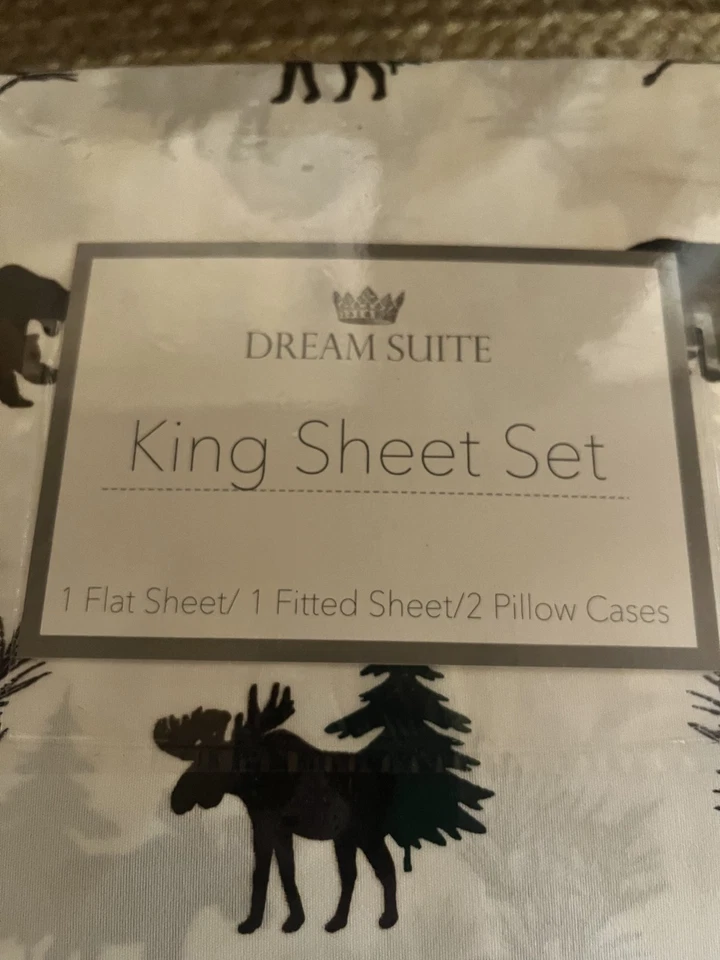 DREAM SUITE
King Sheet Set
1 Flat Sheet/ 1 Fitted Sheet/2 Pillow Cases